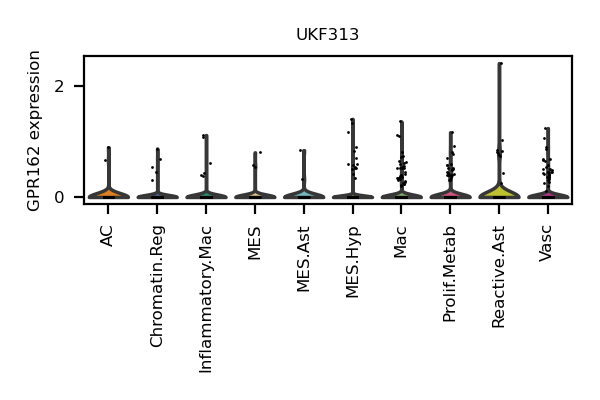 UKF313
GPR162 expression
2
0
AC
Chromatin.Reg
Inflammatory.Mac
MES
MES.Ast
MES.Hyp
Mac
Prolif.Metab
Reactive.Ast
Vasc